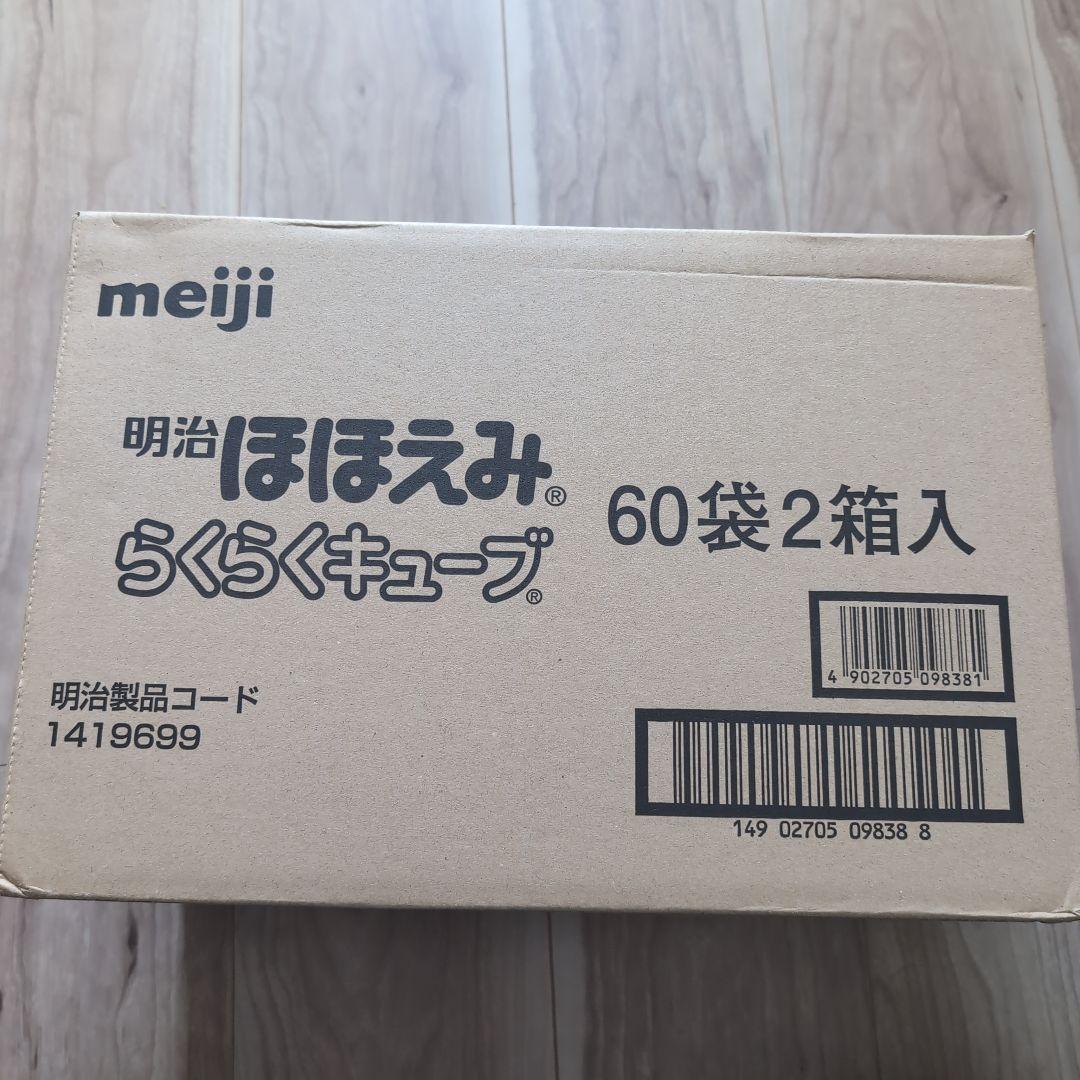 meiji
明治 ほほえみ®
らくらくキューブ®
60袋2箱入
4 902705 098381
明治製品コード
1419699
149 02705 09838 8